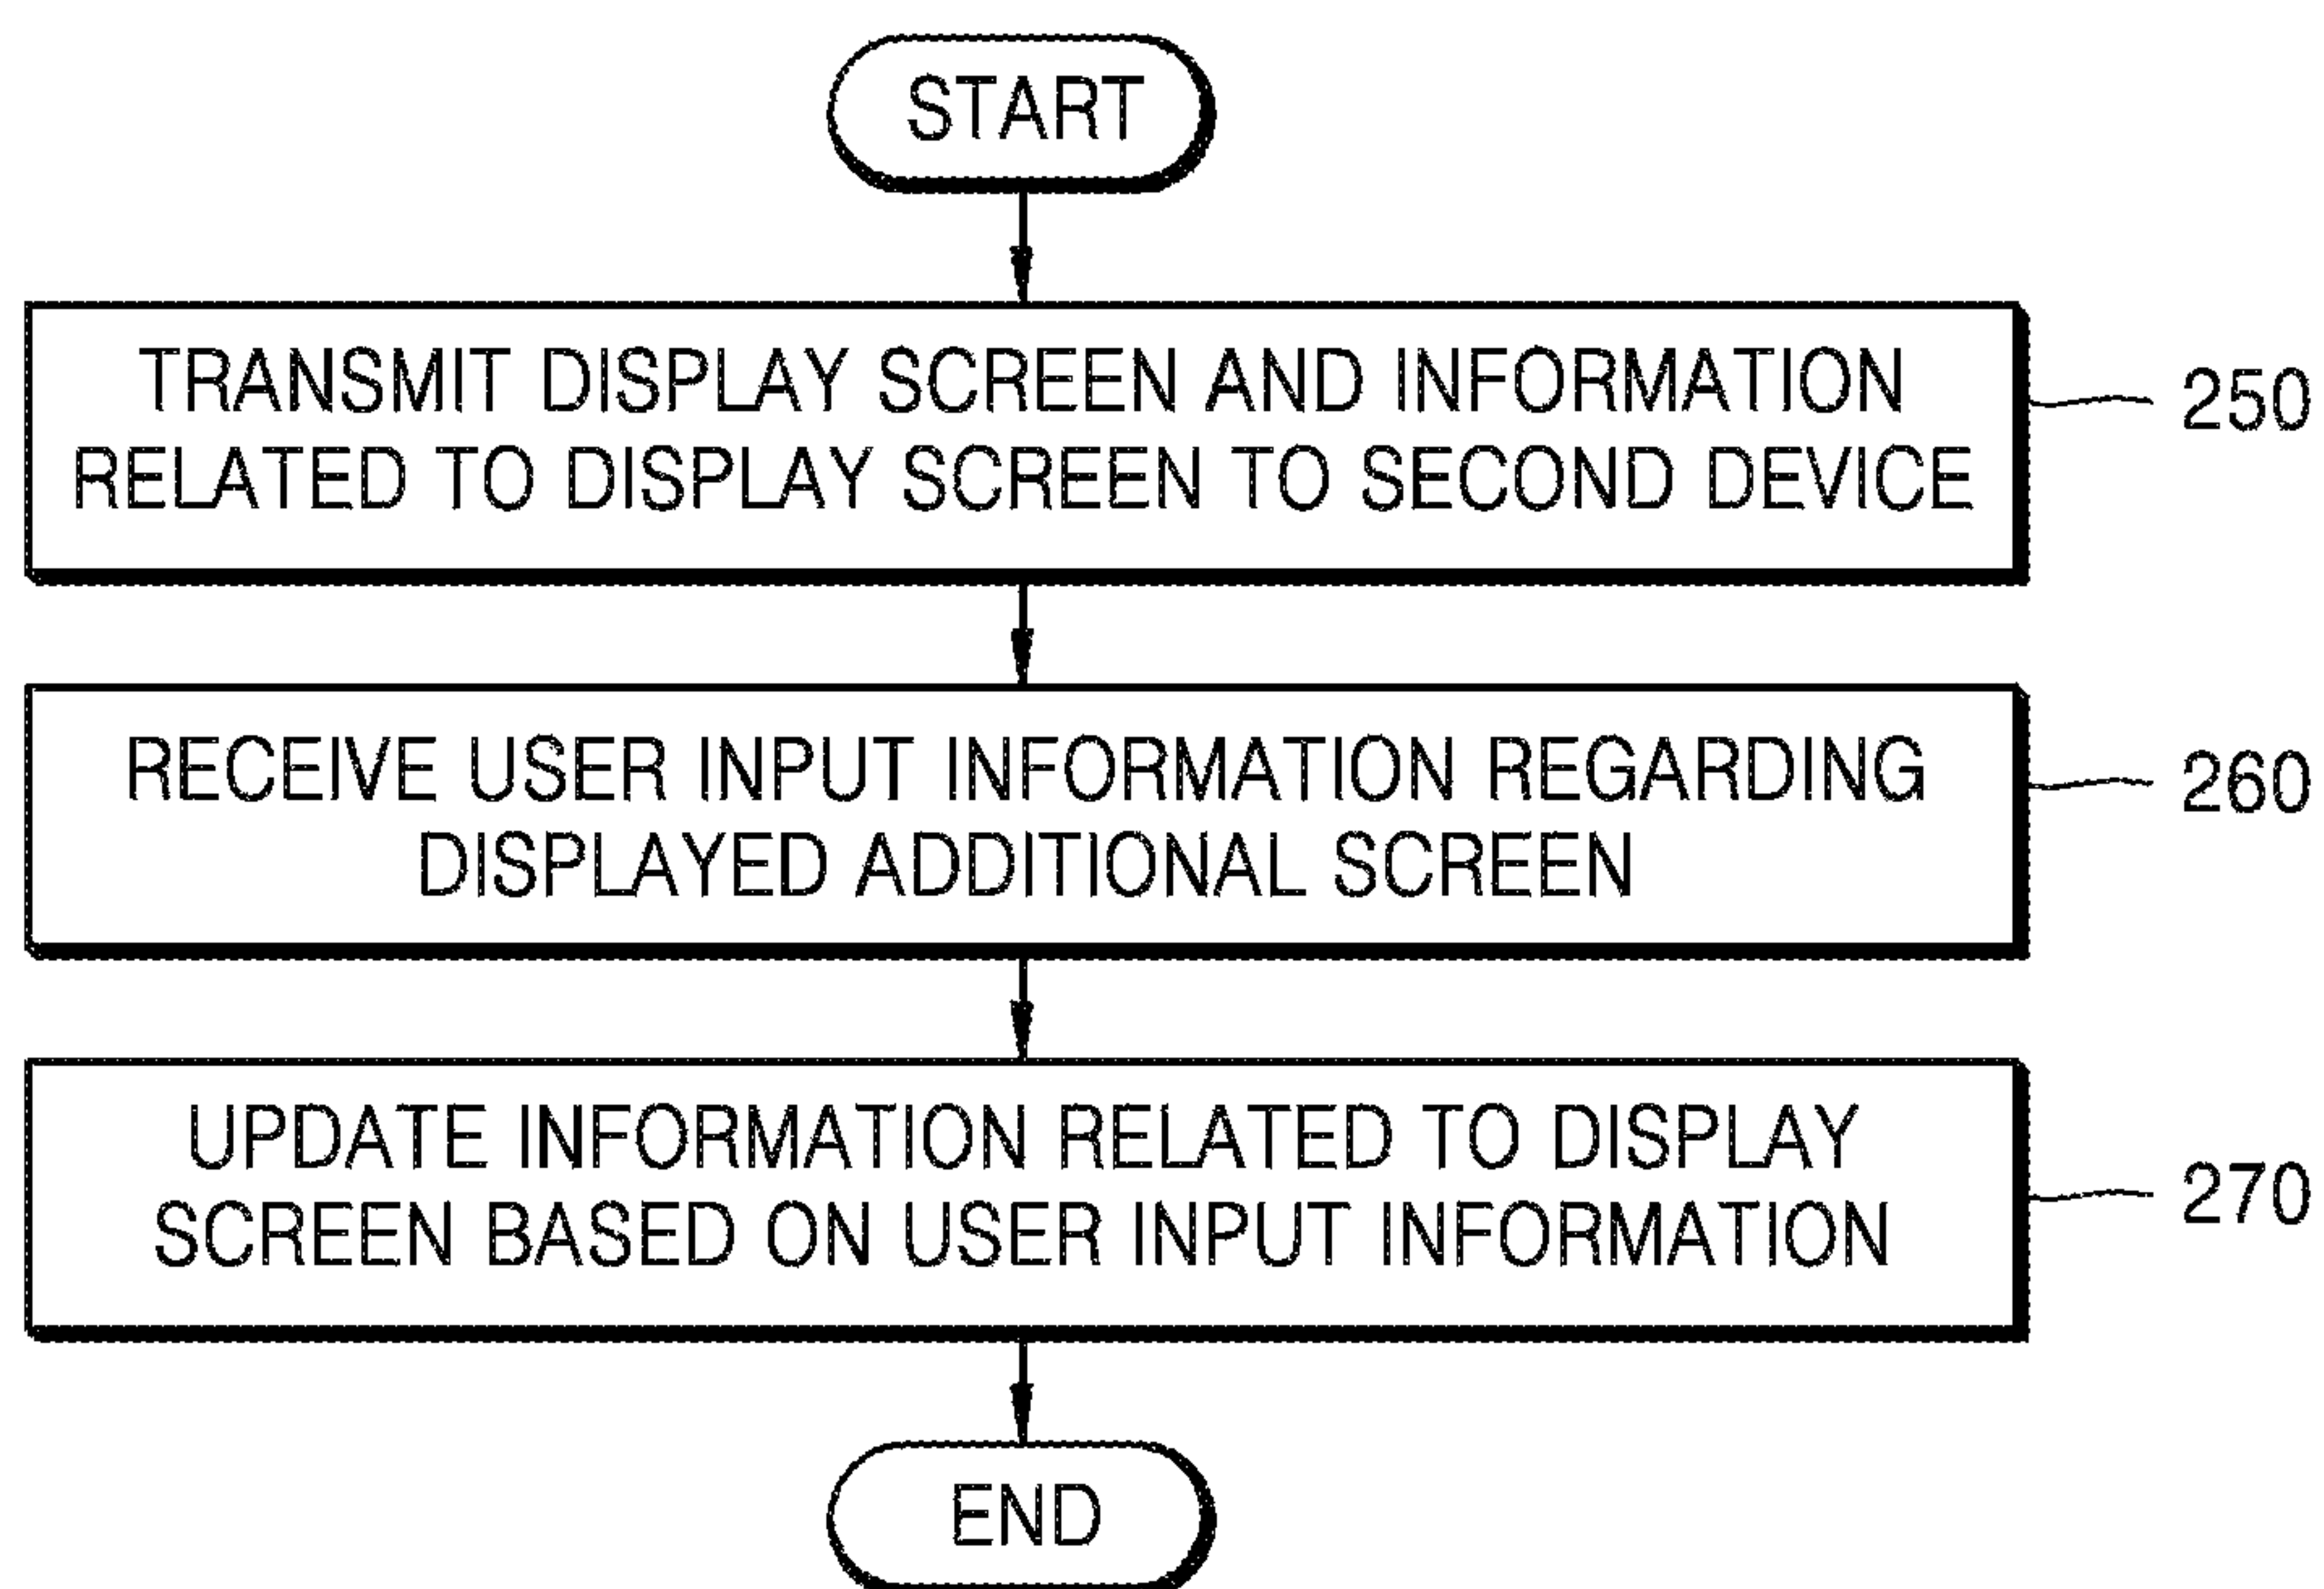 START
TRANSMIT DISPLAY SCREEN AND INFORMATION
RELATED TO DISPLAY SCREEN TO SECOND DEVICE
250
RECEIVE USER INPUT INFORMATION REGARDING
DISPLAYED ADDITIONAL SCREEN
260
UPDATE INFORMATION RELATED TO DISPLAY
SCREEN BASED ON USER INPUT INFORMATION
270
END